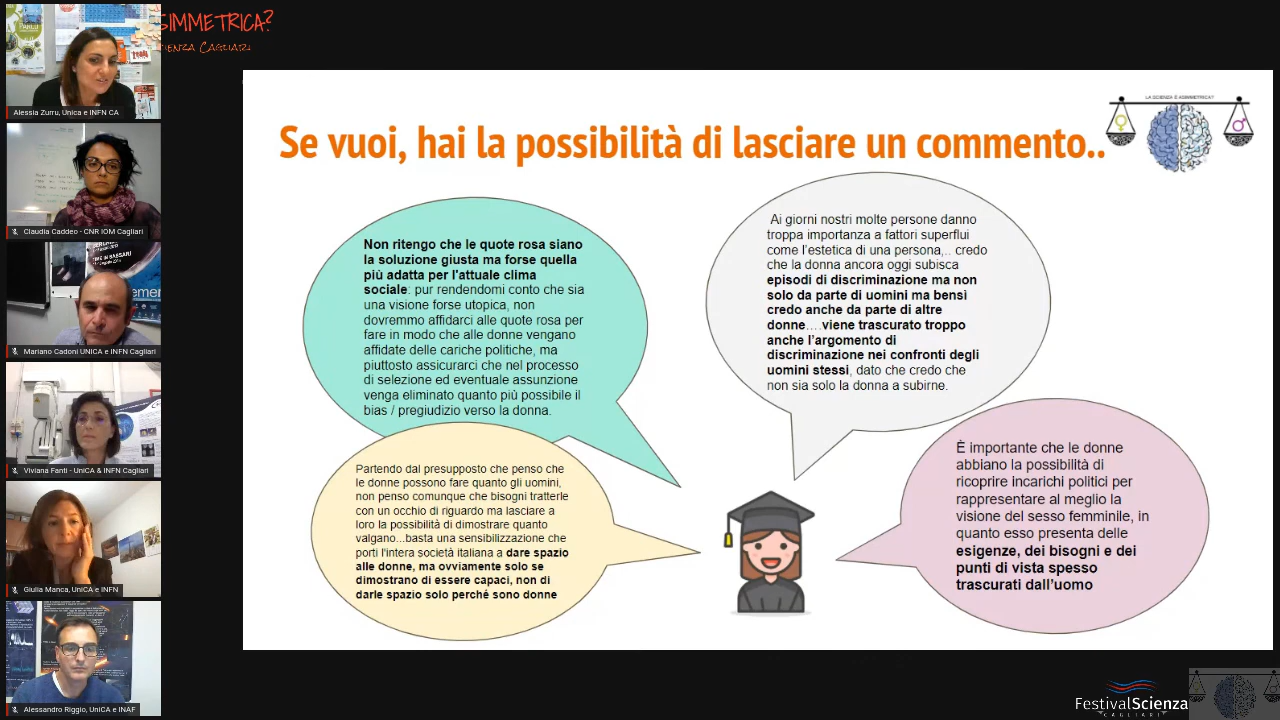 SIMMETRICA?
ienza Cagliari
Alessia Zurru, Unica e INFN CA
Claudia Caddeo - CNR IOM Cagliari
Mariano Cadoni UNICA e INFN Cagliari
Viviana Fanti - UniCA & INFN Cagliari
Giulia Manca, UniCA e INFN
Alessandro Riggio, UniCA e INAF
Se vuoi, hai la possibilità di lasciare un commento..
LA SCIENZA È ASIMMETRICA?
Non ritengo che le quote rosa siano
la soluzione giusta ma forse quella
più adatta per l'attuale clima
sociale: pur rendendomi conto che sia
una visione forse utopica, non
dovremmo affidarci alle quote rosa per
fare in modo che alle donne vengano
affidate delle cariche politiche, ma
piuttosto assicurarci che nel processo
di selezione ed eventuale assunzione
venga eliminato quanto più possibile il
bias / pregiudizio verso la donna.
Ai giorni nostri molte persone danno
troppa importanza a fattori superflui
come l'estetica di una persona,.. credo
che la donna ancora oggi subisca
episodi di discriminazione ma non
solo da parte di uomini ma bensì
credo anche da parte di altre
donne….viene trascurato troppo
anche l'argomento di
discriminazione nei confronti degli
uomini stessi, dato che credo che
non sia solo la donna a subirne.
Partendo dal presupposto che penso che
le donne possono fare quanto gli uomini,
non penso comunque che bisogni tratterle
con un occhio di riguardo ma lasciare a
loro la possibilità di dimostrare quanto
valgano...basta una sensibilizzazione che
porti l'intera società italiana a dare spazio
alle donne, ma ovviamente solo se
dimostrano di essere capaci, non di
darle spazio solo perché sono donne
È importante che le donne
abbiano la possibilità di
ricoprire incarichi politici per
rappresentare al meglio la
visione del sesso femminile, in
quanto esso presenta delle
esigenze, dei bisogni e dei
punti di vista spesso
trascurati dall'uomo
FestivalScienza
CAGLIARI